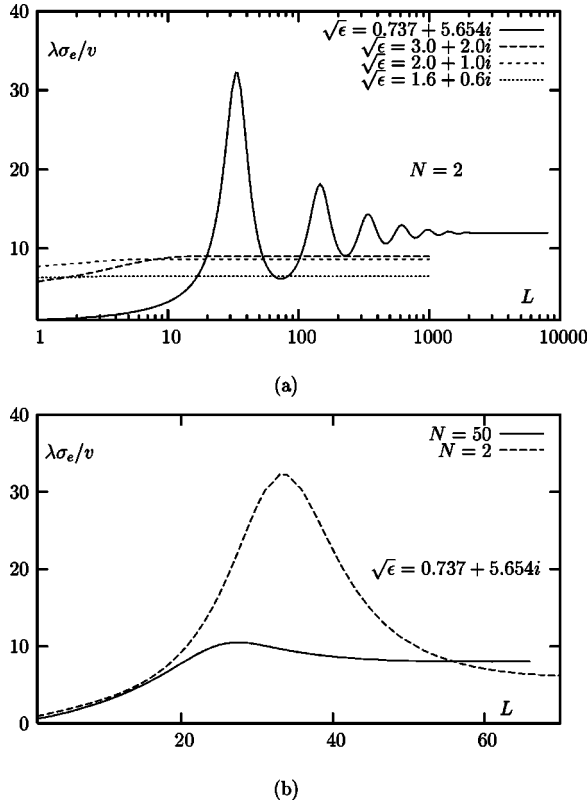 40
30
20
10
λσₑ/v
√ϵ = 0.737 + 5.654i
√ϵ = 3.0 + 2.0i
√ϵ = 2.0 + 1.0i
√ϵ = 1.6 + 0.6i
N = 2
L
1 10 100 1000 10000
(a)
40
30
20
10
0
λσₑ/v
N = 50
N = 2
√ϵ = 0.737 + 5.654i
L
20 40 60
(b)